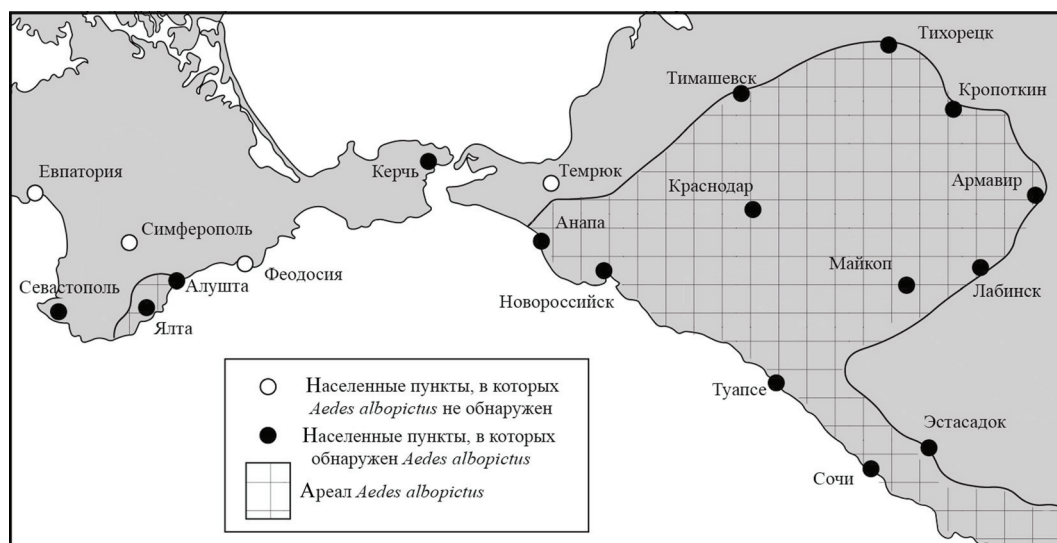 Тихорецк
Тимашевск
Кропоткин
Керчь
Темрюк
Евпатория
Краснодар
Армавир
Симферополь
Анапа
Феодосия
Майкоп
Севастополь
Алушта
Лабинск
Новороссийск
Ялта
Туапсе
Населенные пункты, в которых
Aedes albopictus не обнаружен
Эстасадок
Населенные пункты, в которых
обнаружен Aedes albopictus
Сочи
Ареал Aedes albopictus